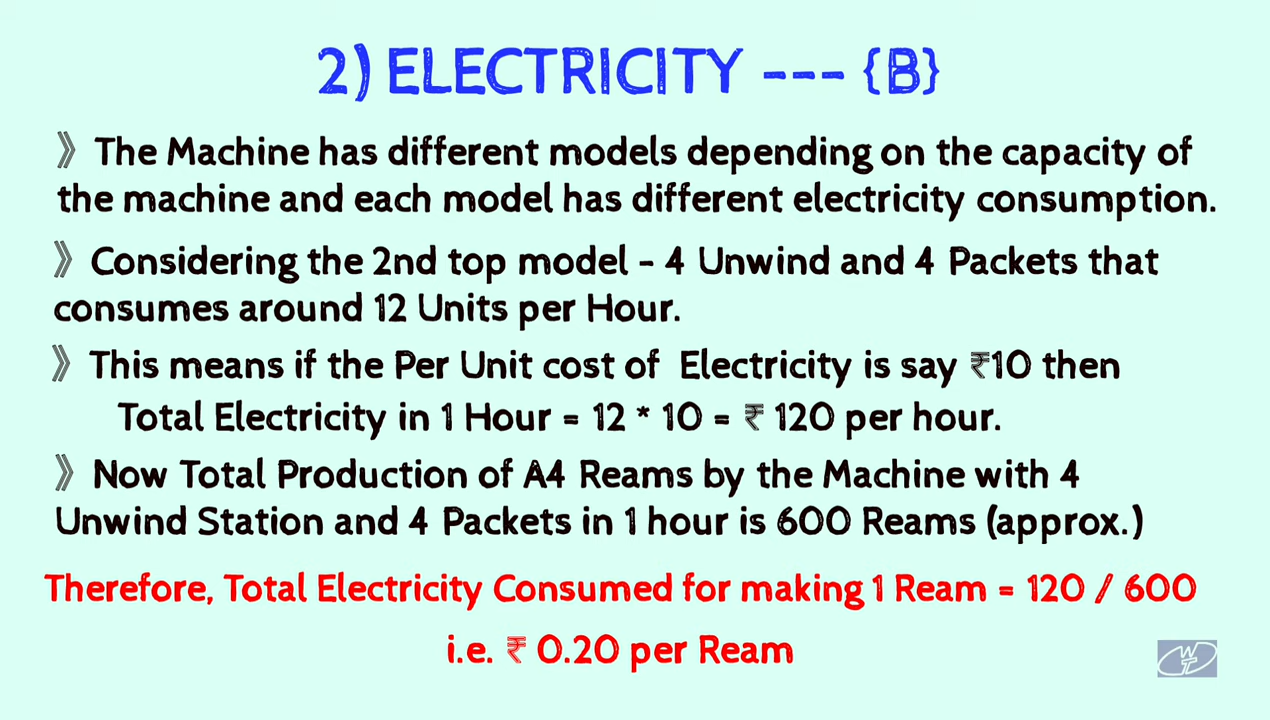 2) ELECTRICITY --- {B}
》 The Machine has different models depending on the capacity of
the machine and each model has different electricity consumption.
》 Considering the 2nd top model - 4 Unwind and 4 Packets that
consumes around 12 Units per Hour.
》 This means if the Per Unit cost of Electricity is say ₹10 then
Total Electricity in 1 Hour = 12 * 10 = ₹ 120 per hour.
》 Now Total Production of A4 Reams by the Machine with 4
Unwind Station and 4 Packets in 1 hour is 600 Reams (approx.)
Therefore, Total Electricity Consumed for making 1 Ream = 120 / 600
i.e. ₹ 0.20 per Ream
WT